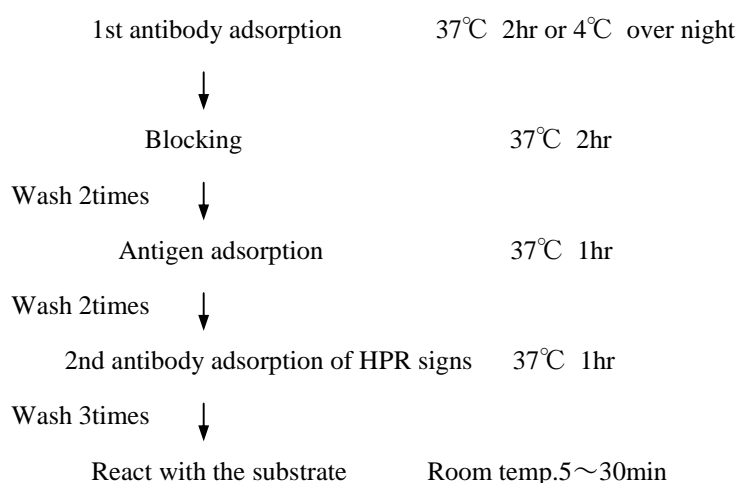 1st antibody adsorption 37℃ 2hr or 4℃ over night
Blocking 37℃ 2hr
Wash 2times
Antigen adsorption 37℃ 1hr
Wash 2times
2nd antibody adsorption of HPR signs 37℃ 1hr
Wash 3times
React with the substrate Room temp.5～30min